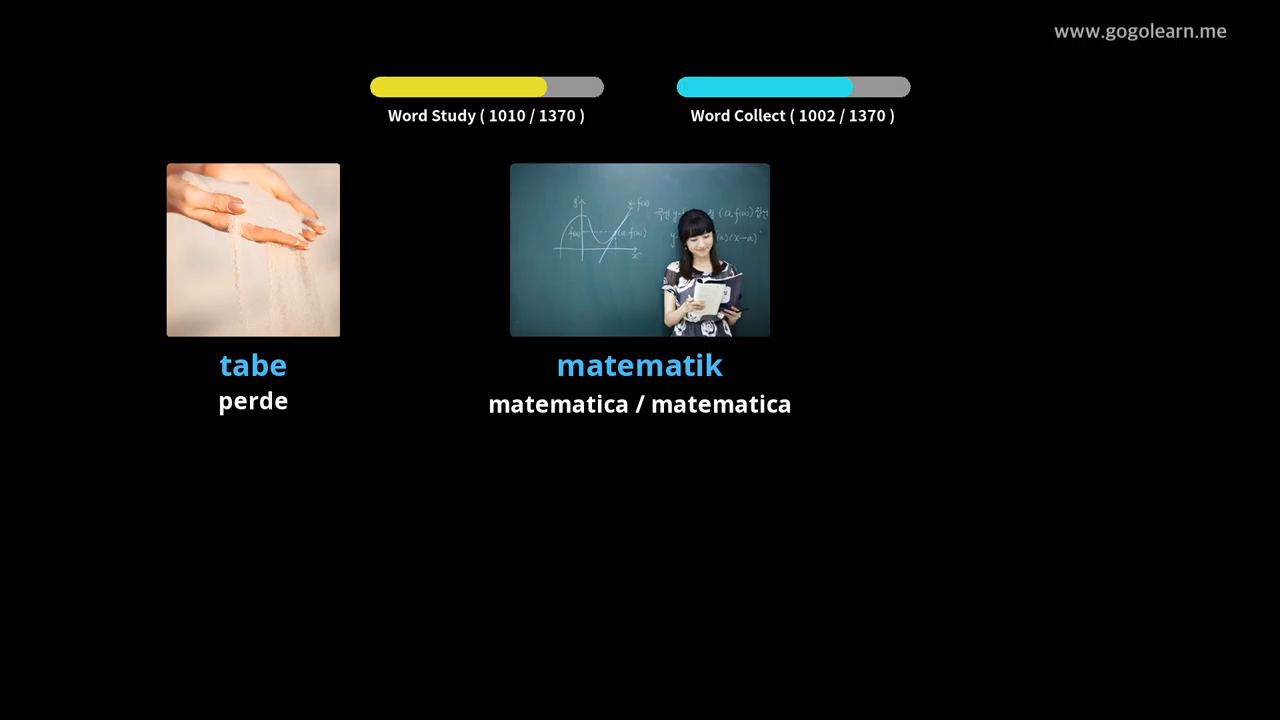 www.gogolearn.me
Word Study ( 1010 / 1370 )
Word Collect ( 1002 / 1370 )
tabe
perde
matematik
matematica / matematica